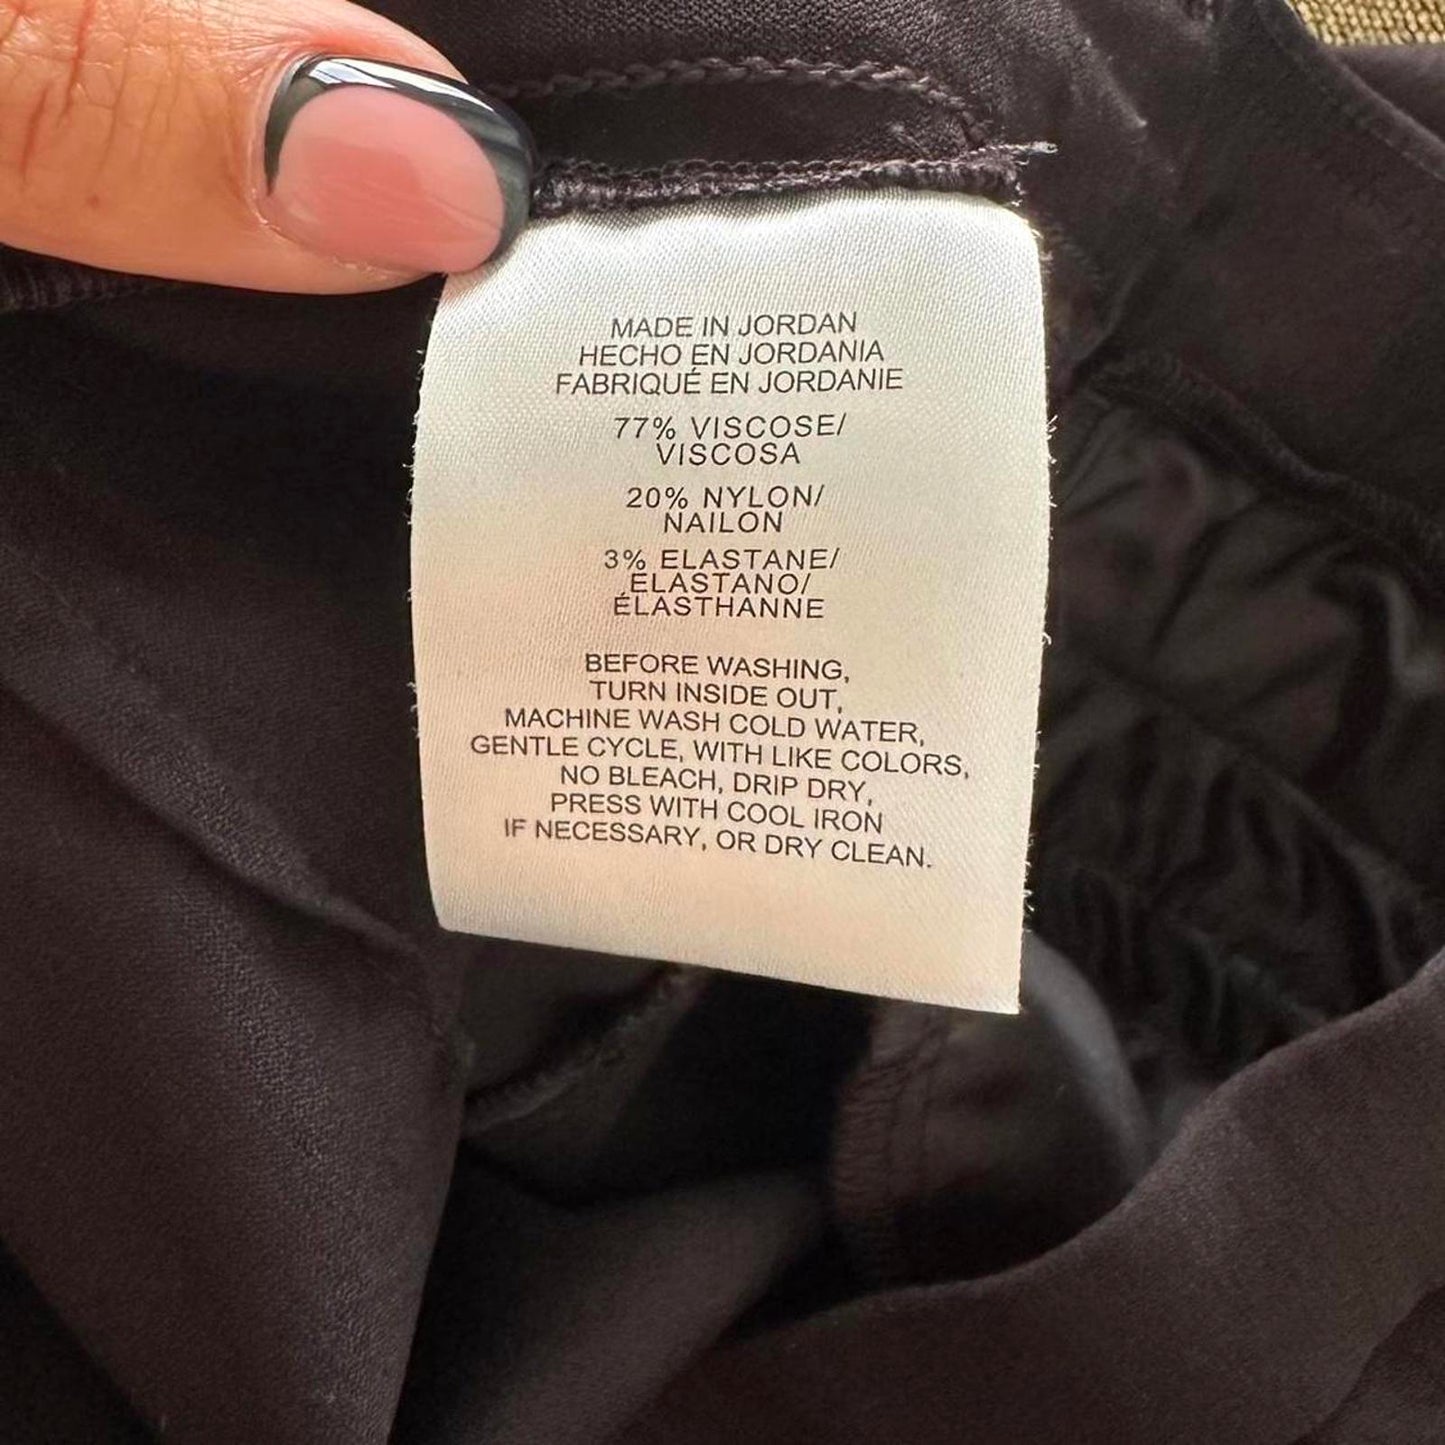 MADE IN JORDAN
HECHO EN JORDANIA
FABRIQUÉ EN JORDANIE
77% VISCOSE/
VISCOSA
20% NYLON/
NAILON
3% ELASTANE/
ELASTANO/
ÉLASTHANNE
BEFORE WASHING,
TURN INSIDE OUT,
MACHINE WASH COLD WATER,
GENTLE CYCLE, WITH LIKE COLORS,
NO BLEACH, DRIP DRY,
PRESS WITH COOL IRON
IF NECESSARY, OR DRY CLEAN.